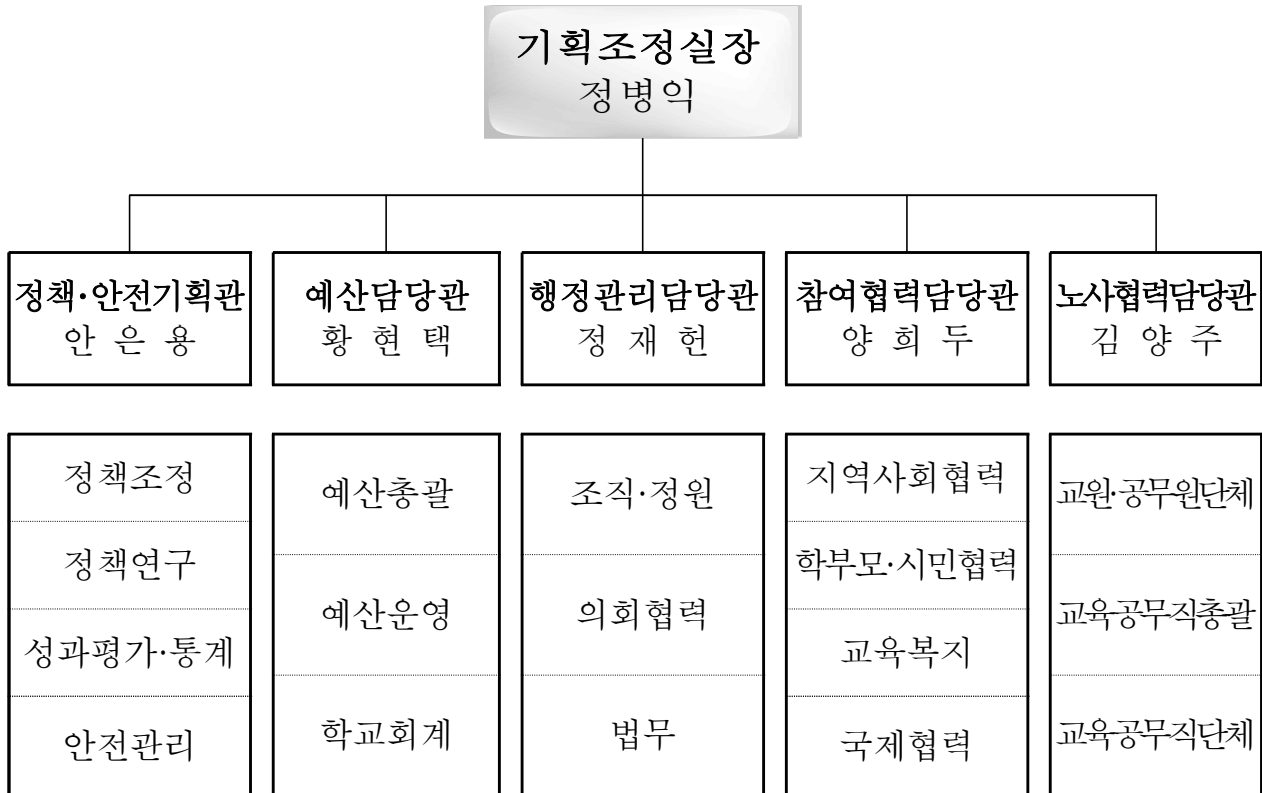 기획조정실장
정병익
정책·안전기획관
안 은 용
예산담당관
황 현 택
행정관리담당관
정 재 헌
참여협력담당관
양 희 두
노사협력담당관
김 양 주
정책조정
정책연구
성과평가·통계
안전관리
예산총괄
예산운영
학교회계
조직·정원
의회협력
법무
지역사회협력
학부모·시민협력
교육복지
국제협력
교원·공무원단체
교육공무직총괄
교육공무직단체